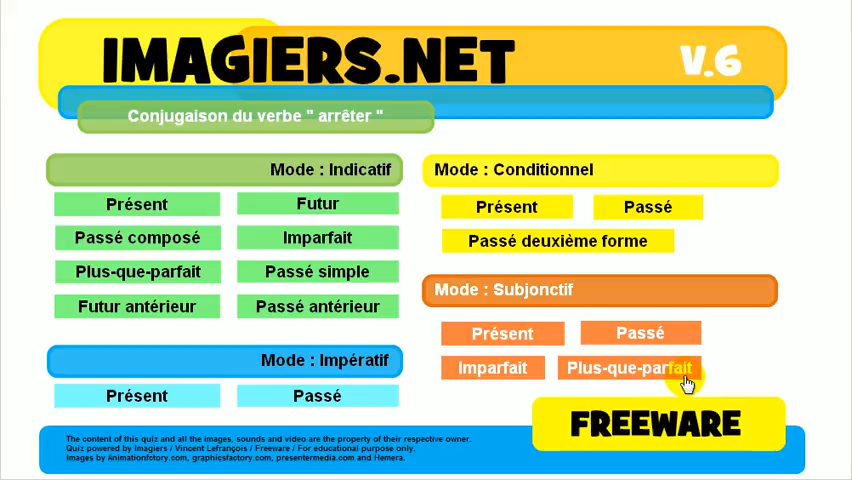 IMAGIERS.NET
V.6
Conjugaison du verbe " arrêter "
Mode : Indicatif
Présent
Futur
Passé composé
Imparfait
Plus-que-parfait
Passé simple
Futur antérieur
Passé antérieur
Mode : Impératif
Présent
Passé
Mode : Conditionnel
Présent
Passé
Passé deuxième forme
Mode : Subjonctif
Présent
Passé
Imparfait
Plus-que-parfait
FREEWARE
The content of this quiz and all the images, sounds and video are the property of their respective owner.
Quiz powered by Imagiers / Vincent Lefrançois / Freeware / For educational purpose only.
Images by Animationfctory.com, graphicsfactory.com, presentermedia.com and Hemera.